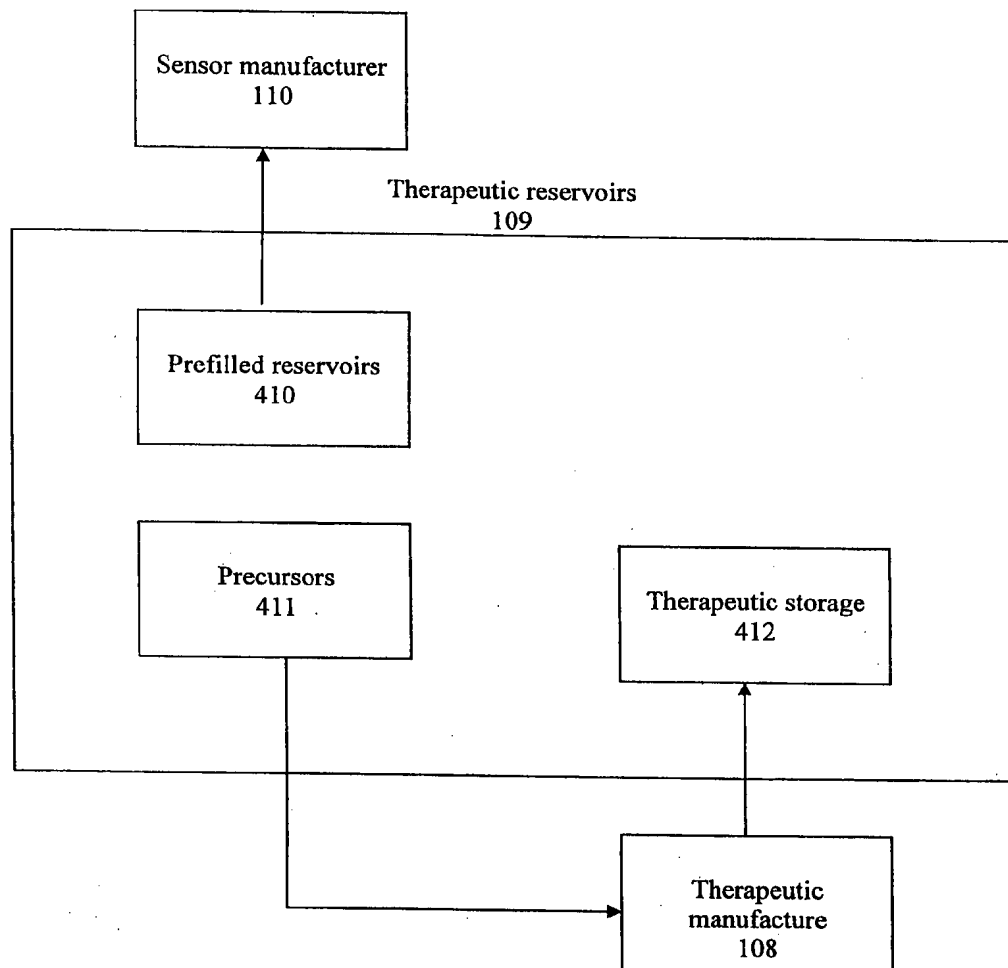 Sensor manufacturer
110
Therapeutic reservoirs
109
Prefilled reservoirs
410
Precursors
411
Therapeutic storage
412
Therapeutic
manufacture
108